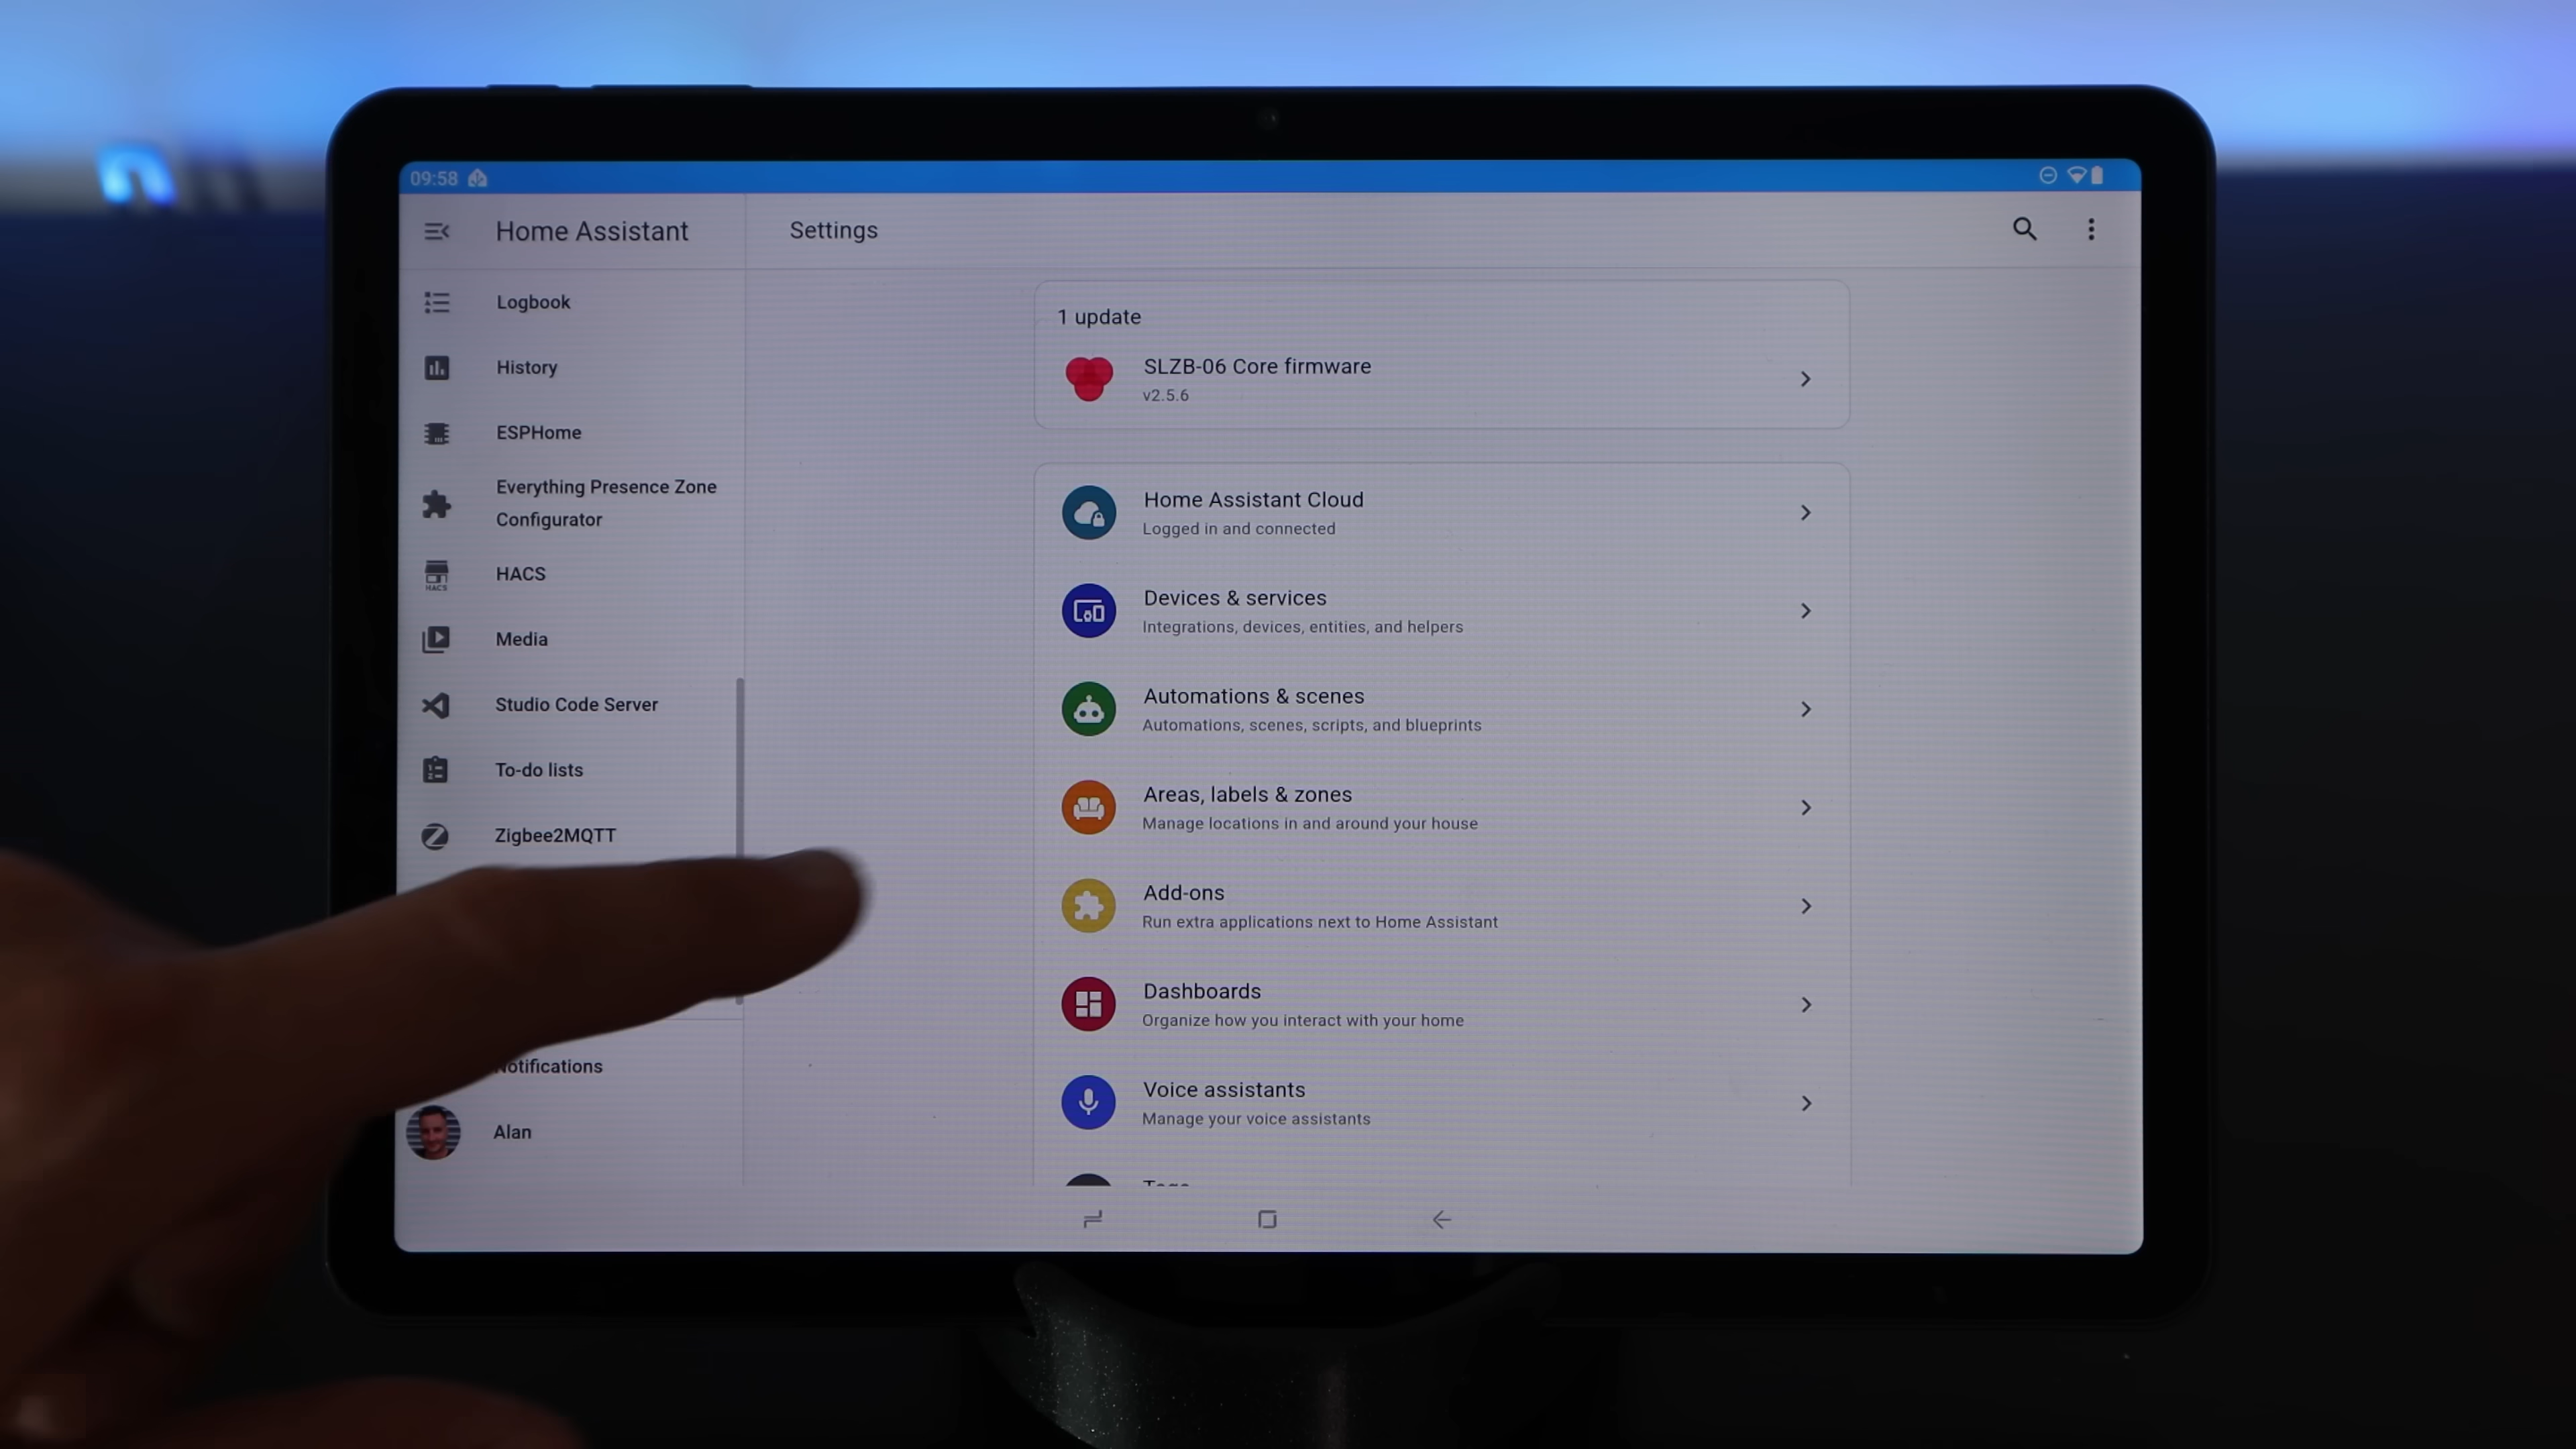 09:58
Home Assistant
Settings
Logbook
History
ESPHome
Everything Presence Zone
Configurator
HACS
HACS
Media
Studio Code Server
To-do lists
Zigbee2MQTT
Notifications
Alan
1 update
SLZB-06 Core firmware
v2.5.6
Home Assistant Cloud
Logged in and connected
Devices & services
Integrations, devices, entities, and helpers
Automations & scenes
Automations, scenes, scripts, and blueprints
Areas, labels & zones
Manage locations in and around your house
Add-ons
Run extra applications next to Home Assistant
Dashboards
Organize how you interact with your home
Voice assistants
Manage your voice assistants